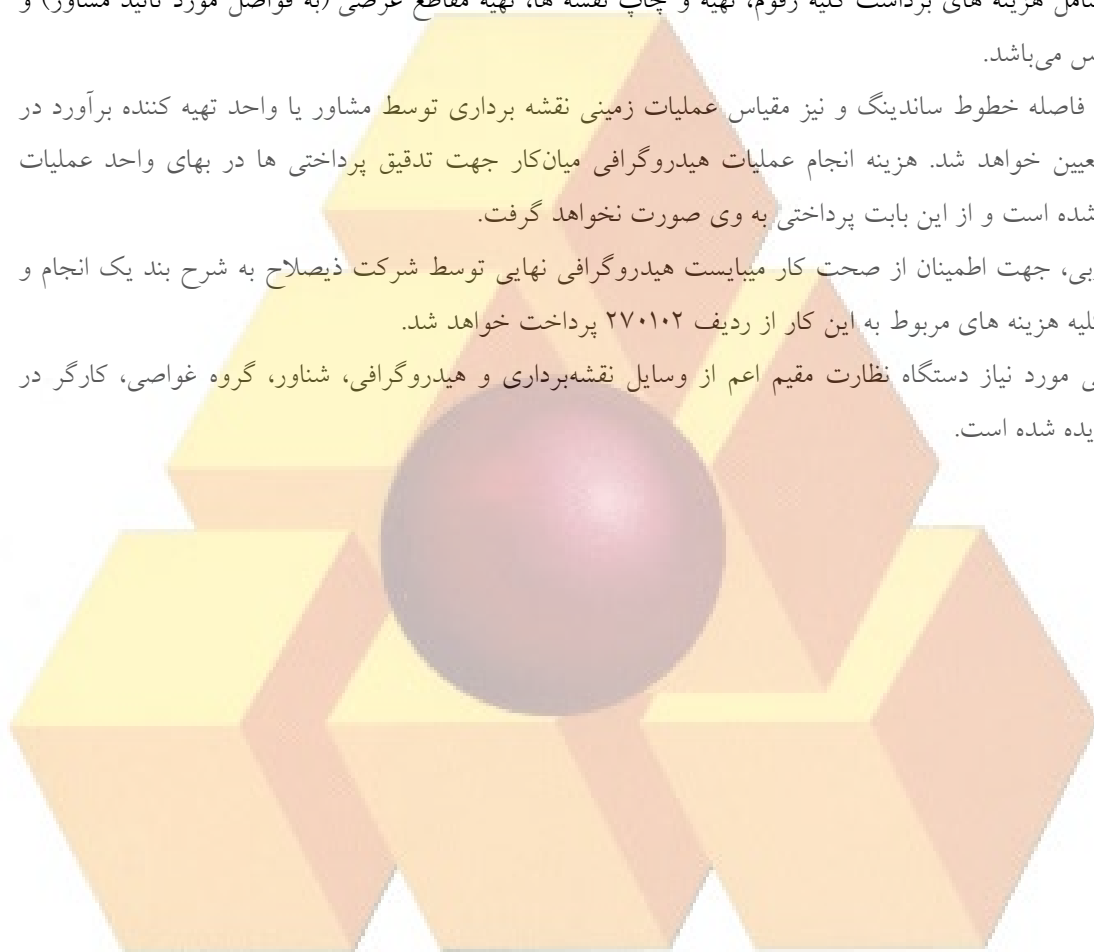 شامل هزینه های برداشت کلیه رقوم، تهیه و چاپ نقشه ها، تهیه مقاطع عرضی (به فواصل مورد تائید مشاور) و
می‌باشد.
فاصله خطوط ساندینگ و نیز مقیاس عملیات زمینی نقشه برداری توسط مشاور یا واحد تهیه کننده برآورد در
تعیین خواهد شد. هزینه انجام عملیات هیدروگرافی میان‌کار جهت تدقیق پرداختی ها در بهای واحد عملیات
شده است و از این بابت پرداختی به وی صورت نخواهد گرفت.
جهت اطمینان از صحت کار میبایست هیدروگرافی نهایی توسط شرکت ذیصلاح به شرح بند یک انجام و
کلیه هزینه های مربوط به این کار از ردیف ۲۷۰۱۰۲ پرداخت خواهد شد.
مورد نیاز دستگاه نظارت مقیم اعم از وسایل نقشه‌برداری و هیدروگرافی، شناور، گروه غواصی، کارگر در
دیده شده است.